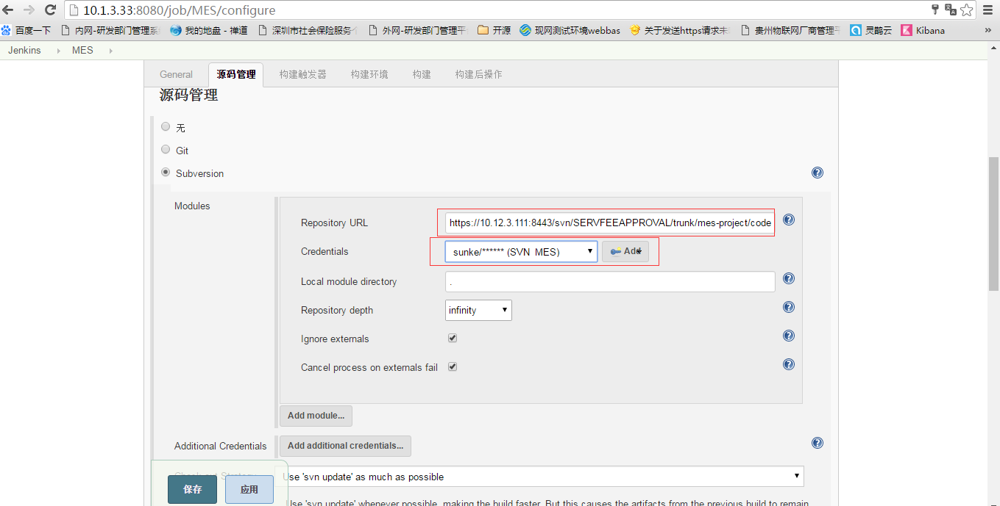 10.1.3.33:8080/job/MES/configure
百度一下 内网-研发部门管理系 我的地盘 - 禅道 深圳市社会保险服务个 外网-研发部门管理平 开源 现网测试环境webbas 关于发送https请求未 贵州物联网厂商管理平 灵鹊云 Kibana »
Jenkins MES
General 源码管理 构建触发器 构建环境 构建 构建后操作
源码管理
无
Git
Subversion
Modules
Repository URL https://10.12.3.111:8443/svn/SERVFEEAPPROVAL/trunk/mes-project/code
Credentials sunke/****** (SVN MES) Add
Local module directory .
Repository depth infinity
Ignore externals
Cancel process on externals fail
Add module...
Additional Credentials Add additional credentials...
Check-out Strategy Use 'svn update' as much as possible
保存 应用
Use 'svn update' whenever possible, making the build faster. But this causes the artifacts from the previous build to remain